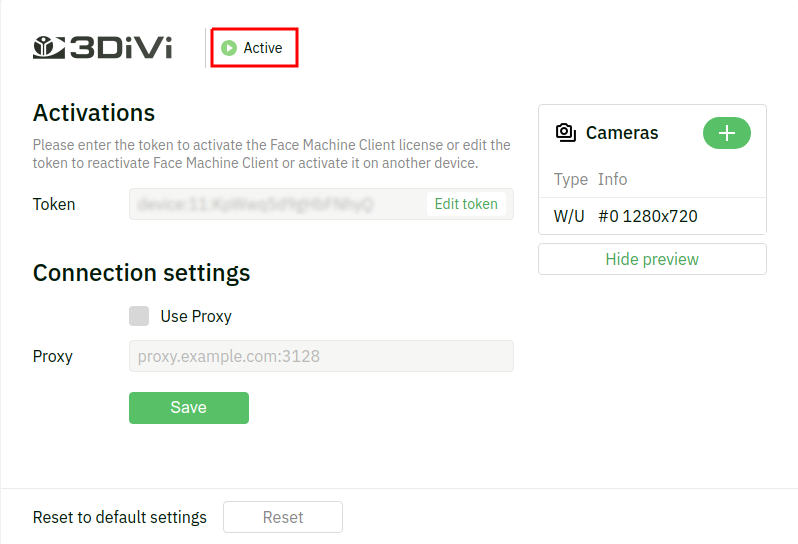 3DiVi
Active
Activations
Please enter the token to activate the Face Machine Client license or edit the
token to reactivate Face Machine Client or activate it on another device.
Token
Edit token
Connection settings
Use Proxy
Proxy
proxy.example.com:3128
Save
Cameras
Type Info
W/U #0 1280x720
Hide preview
Reset to default settings
Reset